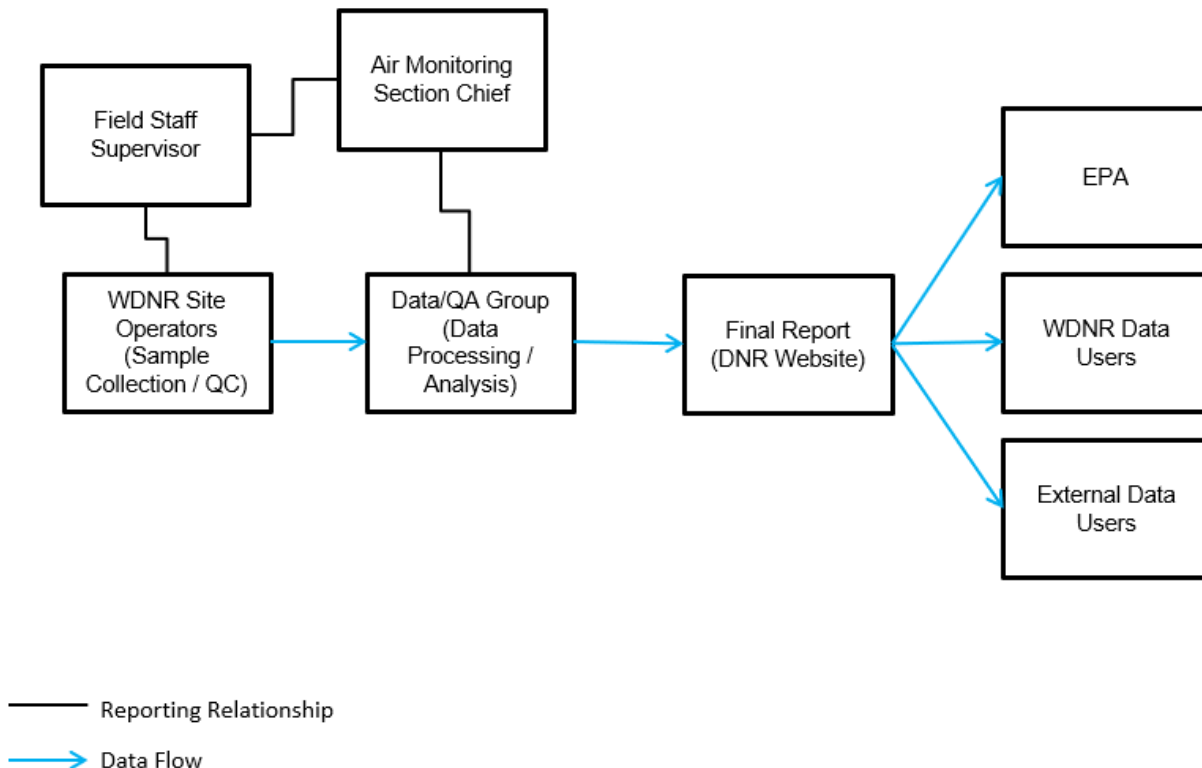 Air Monitoring
Section Chief
Field Staff
Supervisor
EPA
WDNR Site
Operators
(Sample
Collection / QC)
Data/QA Group
(Data
Processing /
Analysis)
Final Report
(DNR Website)
WDNR Data
Users
External Data
Users
Reporting Relationship
Data Flow